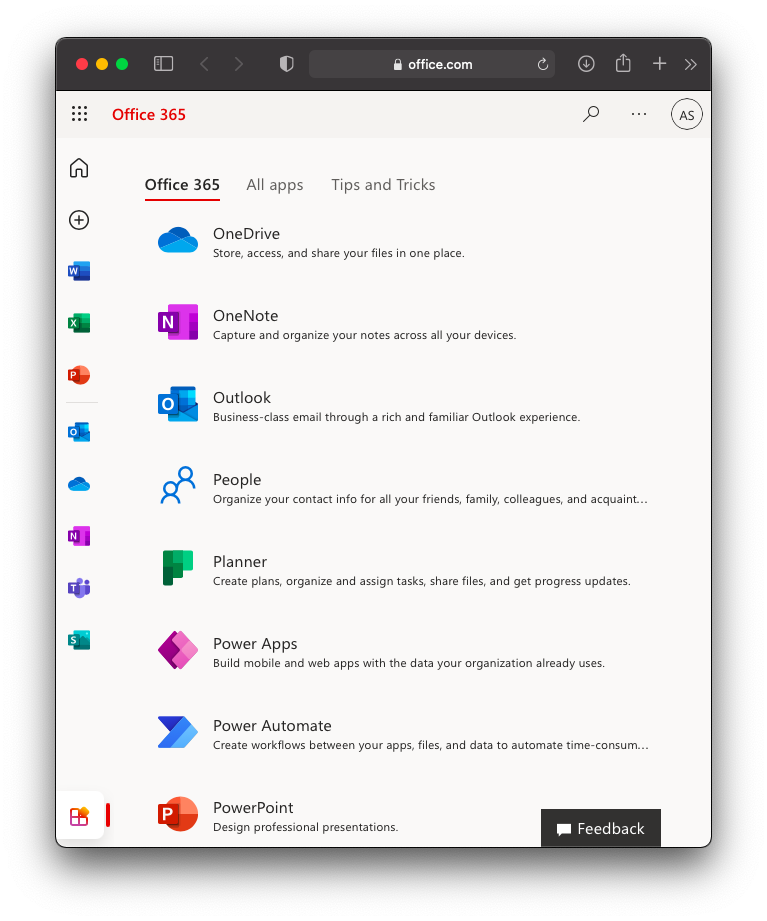 office.com
Office 365
AS
Office 365 All apps Tips and Tricks
OneDrive
Store, access, and share your files in one place.
OneNote
Capture and organize your notes across all your devices.
Outlook
Business-class email through a rich and familiar Outlook experience.
People
Organize your contact info for all your friends, family, colleagues, and acquaint...
Planner
Create plans, organize and assign tasks, share files, and get progress updates.
Power Apps
Build mobile and web apps with the data your organization already uses.
Power Automate
Create workflows between your apps, files, and data to automate time-consum...
PowerPoint
Design professional presentations.
Feedback